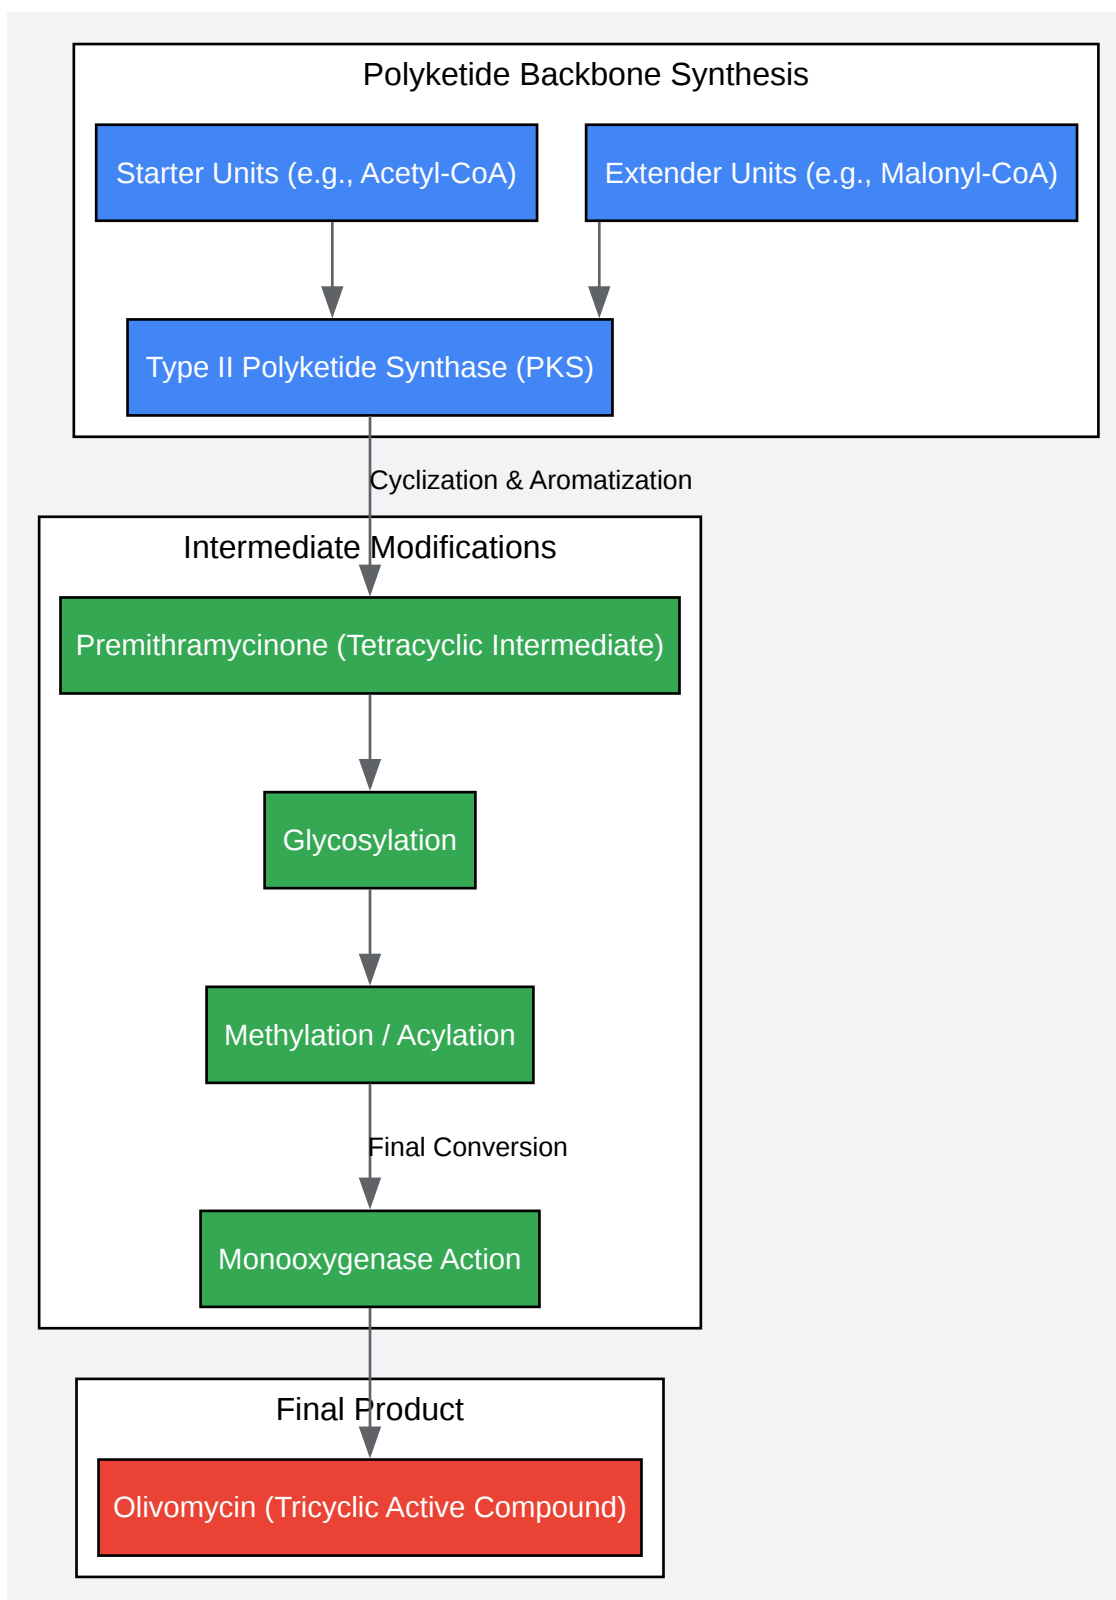 Polyketide Backbone Synthesis
Starter Units (e.g., Acetyl-CoA)
Extender Units (e.g., Malonyl-CoA)
Type II Polyketide Synthase (PKS)
Cyclization & Aromatization
Intermediate Modifications
Premithramycinone (Tetracyclic Intermediate)
Glycosylation
Methylation / Acylation
Final Conversion
Monooxygenase Action
Final Product
Olivomycin (Tricyclic Active Compound)